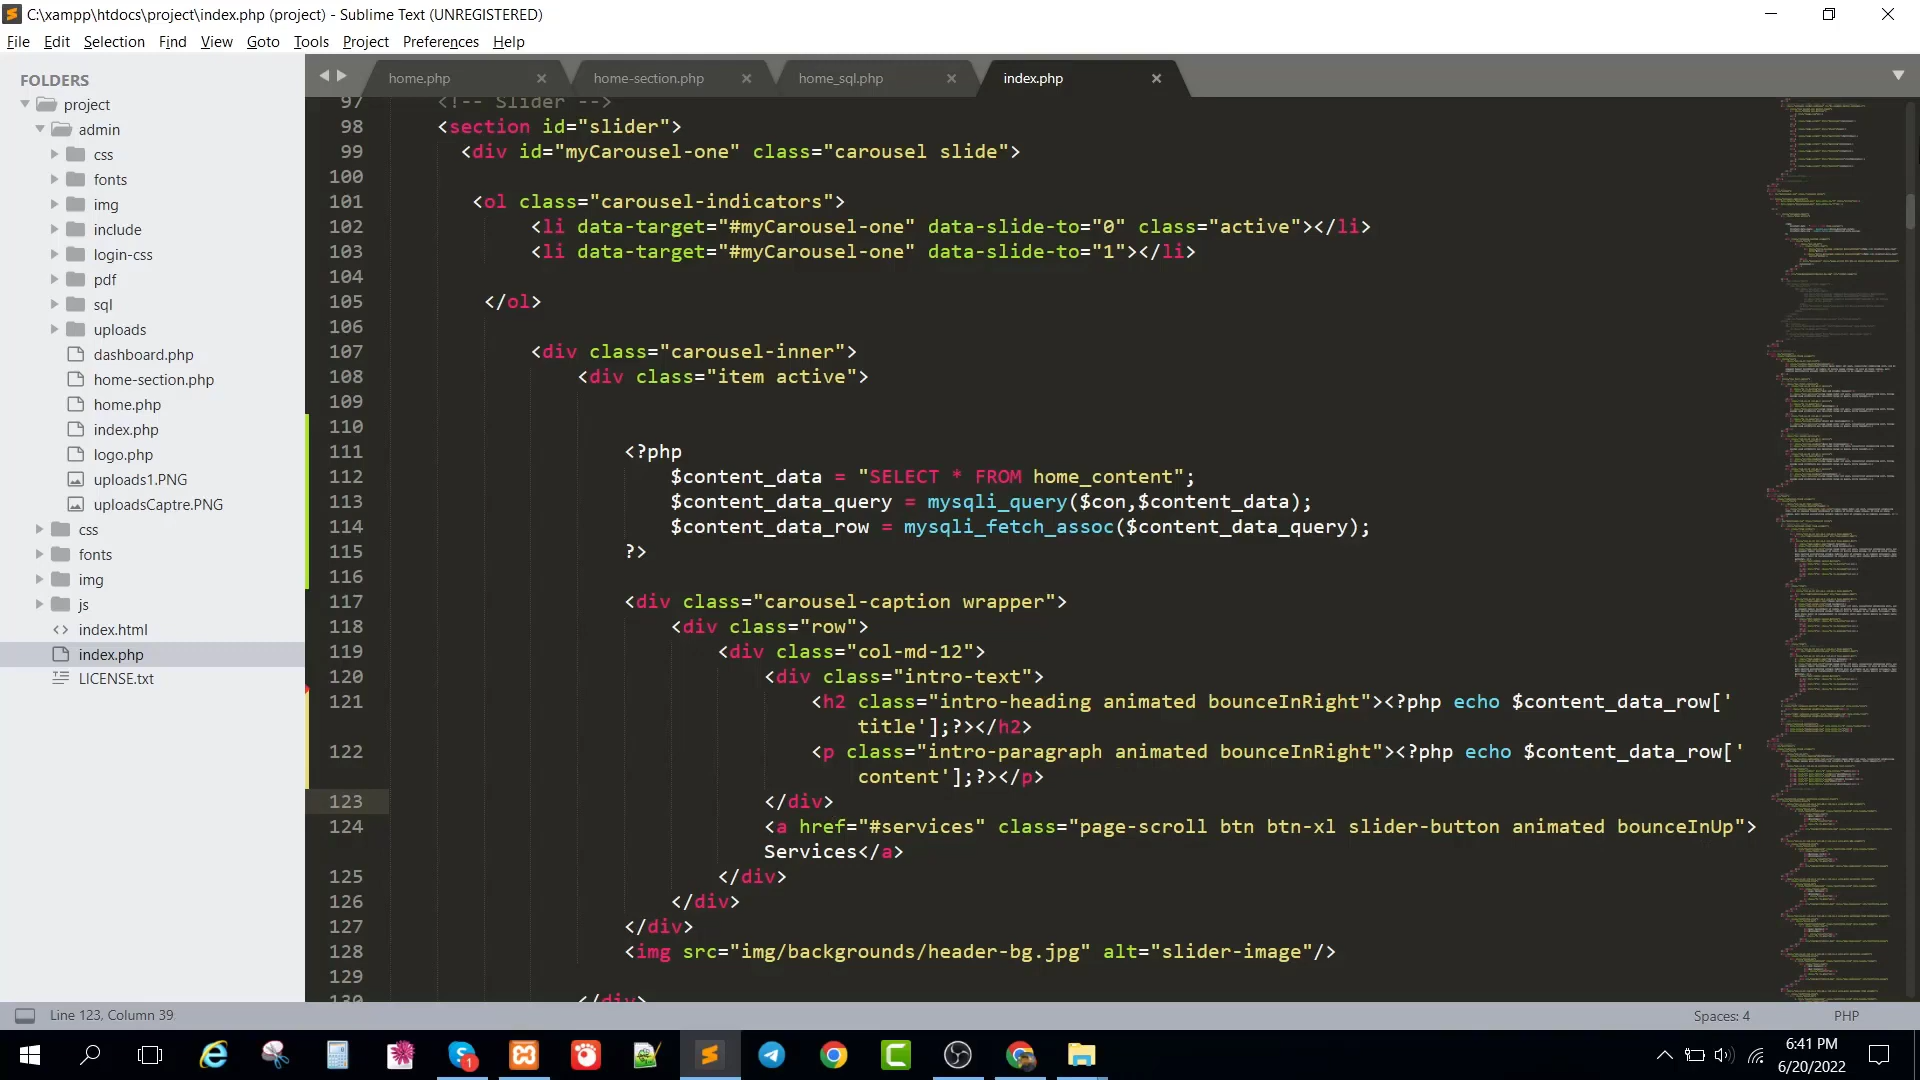 C:\xampp\htdocs\project\index.php (project) - Sublime Text (UNREGISTERED)
File Edit Selection Find View Goto Tools Project Preferences Help
FOLDERS
project
admin
css
fonts
img
include
login-css
pdf
sql
uploads
dashboard.php
home-section.php
home.php
index.php
logo.php
uploads1.PNG
uploadsCaptre.PNG
css
fonts
img
js
index.html
index.php
LICENSE.txt
home.php home-section.php home_sql.php index.php
97 <!-- Slider -->
98 <section id="slider">
99 <div id="myCarousel-one" class="carousel slide">
100
101 <ol class="carousel-indicators">
102 <li data-target="#myCarousel-one" data-slide-to="0" class="active"></li>
103 <li data-target="#myCarousel-one" data-slide-to="1"></li>
104
105 </ol>
106
107 <div class="carousel-inner">
108 <div class="item active">
109
110
111 <?php
112 $content_data = "SELECT * FROM home_content";
113 $content_data_query = mysqli_query($con,$content_data);
114 $content_data_row = mysqli_fetch_assoc($content_data_query);
115 ?>
116
117 <div class="carousel-caption wrapper">
118 <div class="row">
119 <div class="col-md-12">
120 <div class="intro-text">
121 <h2 class="intro-heading animated bounceInRight"><?php echo $content_data_row['
title'];?></h2>
122 <p class="intro-paragraph animated bounceInRight"><?php echo $content_data_row['
content'];?></p>
123 </div>
124 <a href="#services" class="page-scroll btn btn-xl slider-button animated bounceInUp">
Services</a>
125 </div>
126 </div>
127 </div>
128 <img src="img/backgrounds/header-bg.jpg" alt="slider-image"/>
129
130 </div>
Line 123, Column 39 Spaces: 4 PHP
1
6:41 PM
6/20/2022